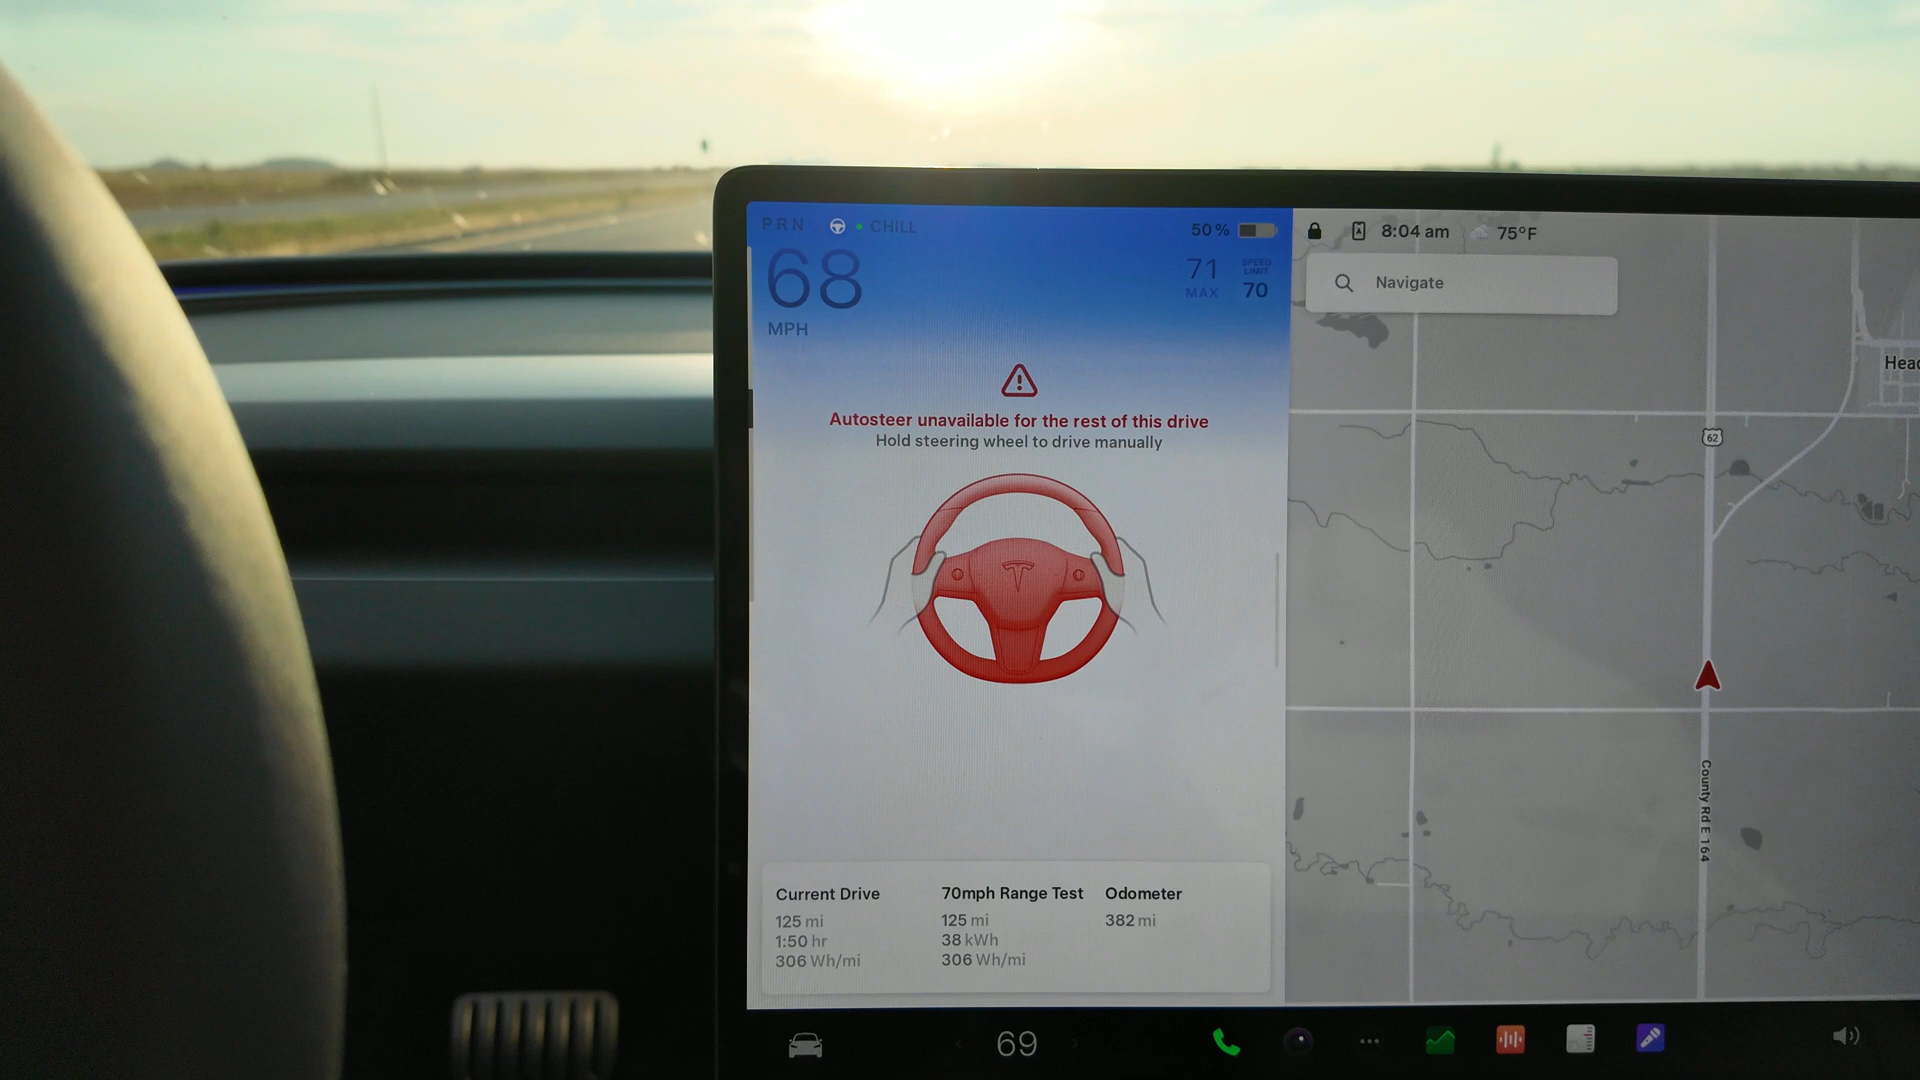 PRN CHILL 50%
68
MPH
71
MAX
SPEED
LIMIT
70
Autosteer unavailable for the rest of this drive
Hold steering wheel to drive manually
Current Drive
125 mi
1:50 hr
306 Wh/mi
70mph Range Test
125 mi
38 kWh
306 Wh/mi
Odometer
382 mi
8:04 am 75°F
Navigate
62
County Rd E 164
69